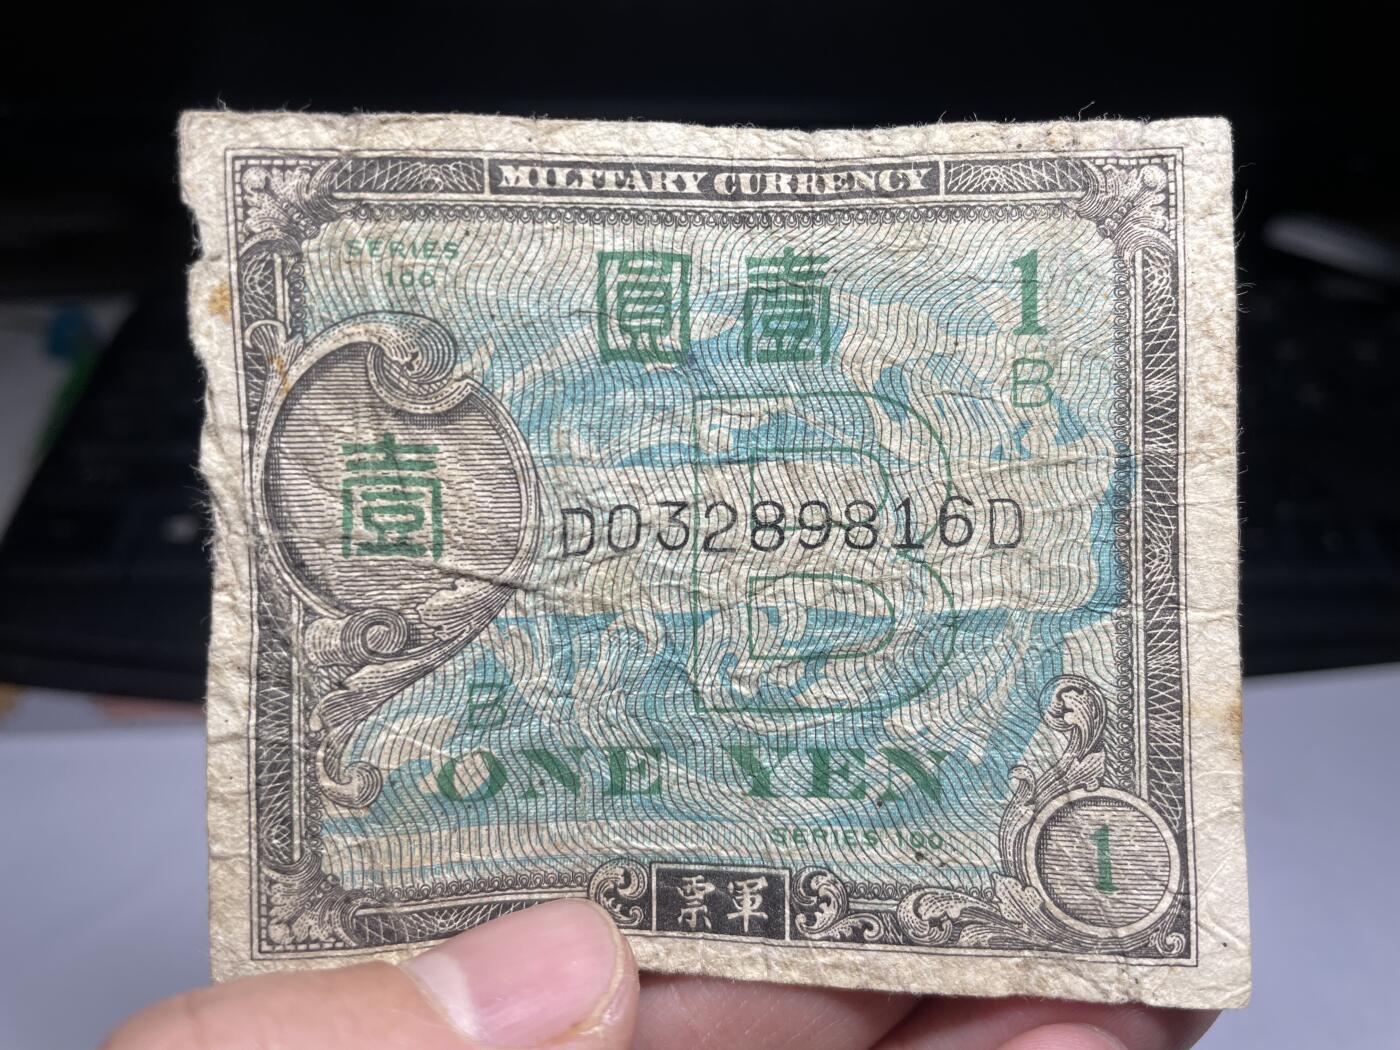 MILITARY CURRENCY
SERIES
100
圓壹
1
B
壹
B
D03289816D
B
ONE YEN
SERIES 100
票軍
1